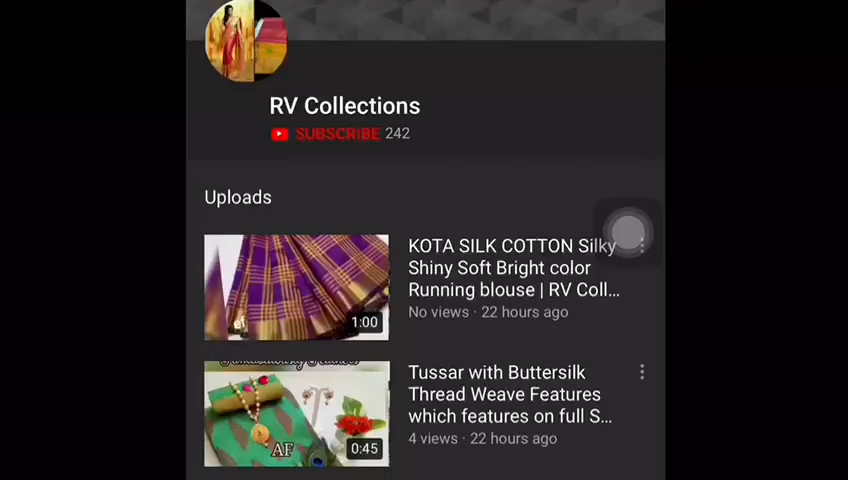 RV Collections
SUBSCRIBE 242
Uploads
KOTA SILK COTTON Silky
Shiny Soft Bright color
Running blouse | RV Coll...
No views · 22 hours ago
1:00
Tussar with Buttersilk
Thread Weave Features
which features on full S...
4 views · 22 hours ago
AF
0:45